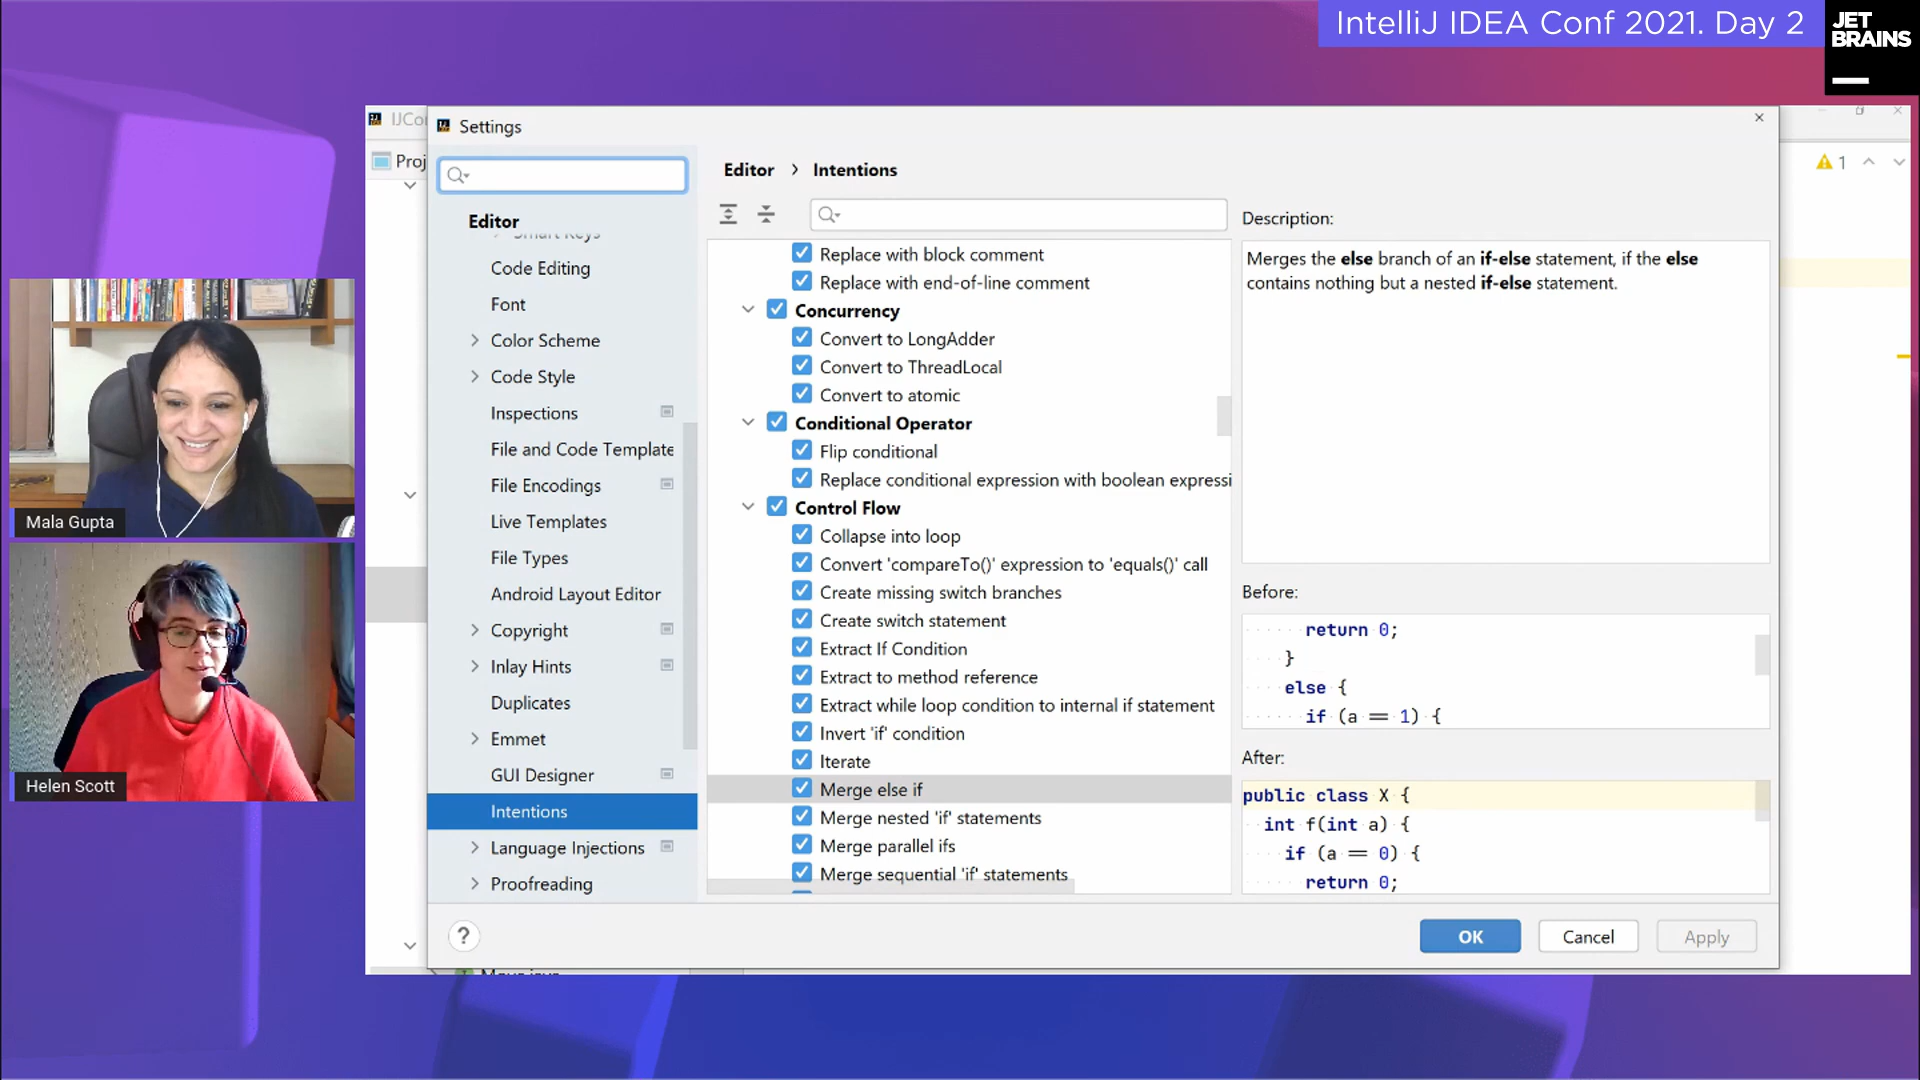 IntelliJ IDEA Conf 2021. Day 2
JET
BRAINS
Settings
Editor
Smart Keys
Code Editing
Font
Color Scheme
Code Style
Inspections
File and Code Template
File Encodings
Live Templates
File Types
Android Layout Editor
Copyright
Inlay Hints
Duplicates
Emmet
GUI Designer
Intentions
Language Injections
Proofreading
Editor > Intentions
Replace with block comment
Replace with end-of-line comment
Concurrency
Convert to LongAdder
Convert to ThreadLocal
Convert to atomic
Conditional Operator
Flip conditional
Replace conditional expression with boolean expressi
Control Flow
Collapse into loop
Convert 'compareTo()' expression to 'equals()' call
Create missing switch branches
Create switch statement
Extract If Condition
Extract to method reference
Extract while loop condition to internal if statement
Invert 'if' condition
Iterate
Merge else if
Merge nested 'if' statements
Merge parallel ifs
Merge sequential 'if' statements
Description:
Merges the else branch of an if-else statement, if the else
contains nothing but a nested if-else statement.
Before:
return 0;
}
else {
if (a == 1) {
After:
public class X {
int f(int a) {
if (a == 0) {
return 0;
?
OK
Cancel
Apply
IJCo
Proj
1
Mala Gupta
Helen Scott